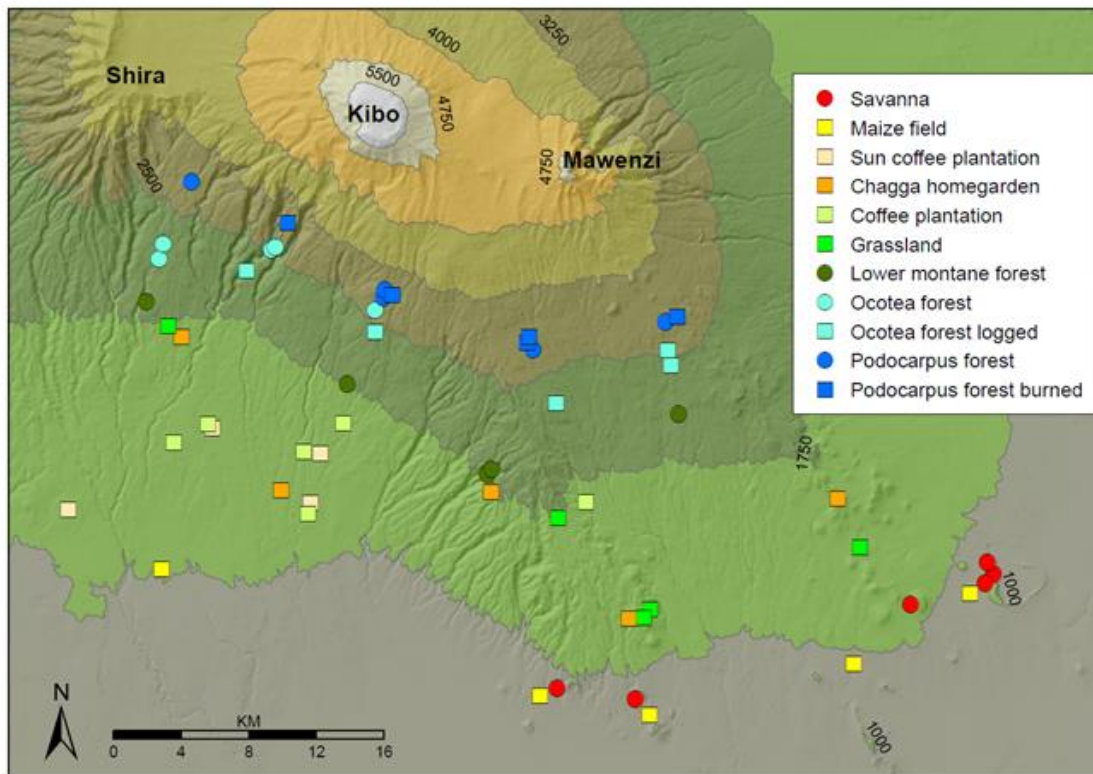 4000
3250
Shira
5500
Kibo
4750
Mawenzi
4750
2500
1750
1000
1000
Savanna
Maize field
Sun coffee plantation
Chagga homegarden
Coffee plantation
Grassland
Lower montane forest
Ocotea forest
Ocotea forest logged
Podocarpus forest
Podocarpus forest burned
N
KM
0 4 8 12 16